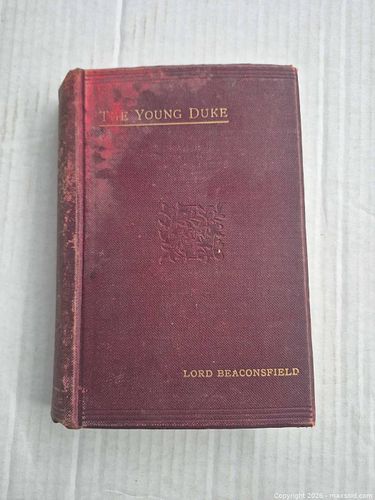 THE YOUNG DUKE
LORD BEACONSFIELD
Copyright 2026 - maxsold.com